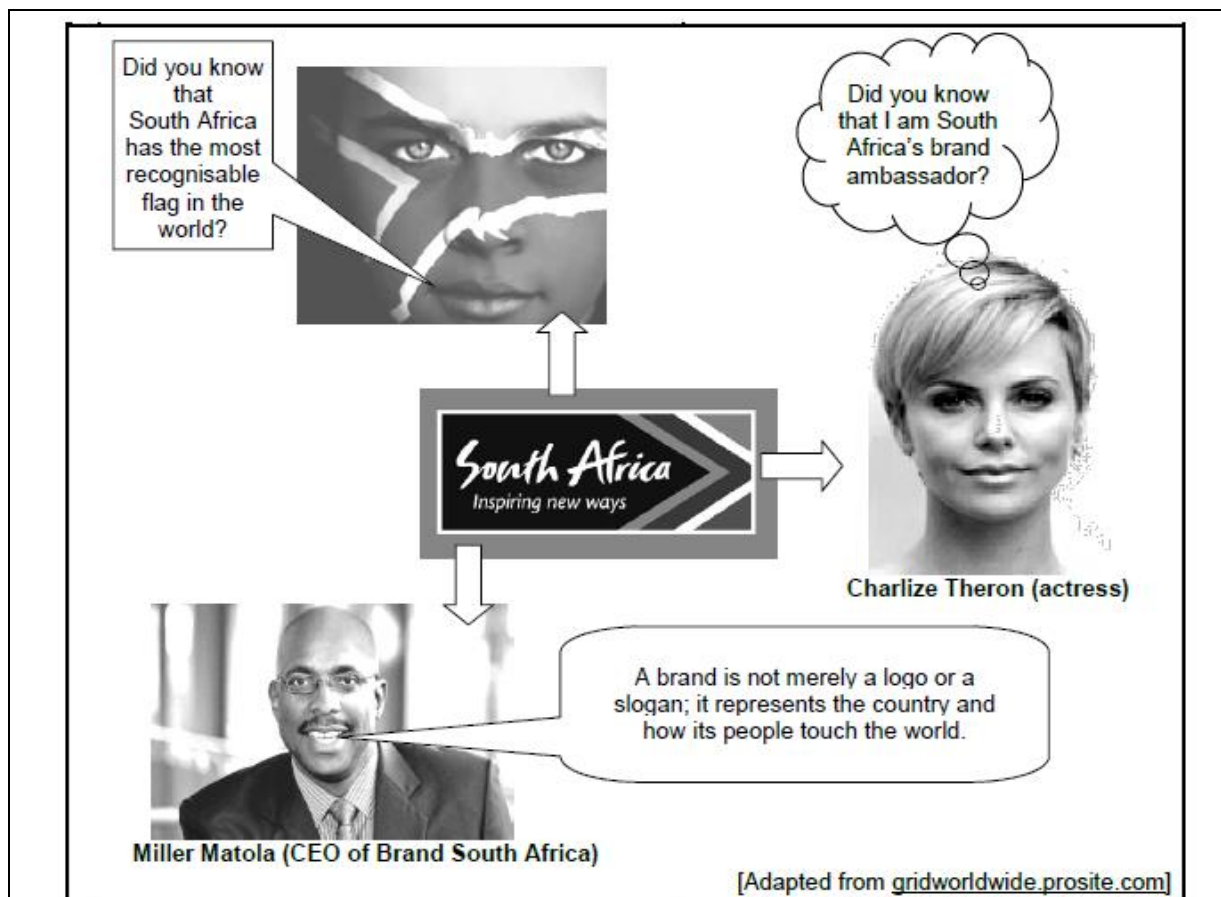 Did you know
that
South Africa
has the most
recognisable
flag in the
world?
Did you know
that I am South
Africa's brand
ambassador?
South Africa
Inspiring new ways
Charlize Theron (actress)
A brand is not merely a logo or a
slogan; it represents the country and
how its people touch the world.
Miller Matola (CEO of Brand South Africa)
[Adapted from gridworldwide.prosite.com]